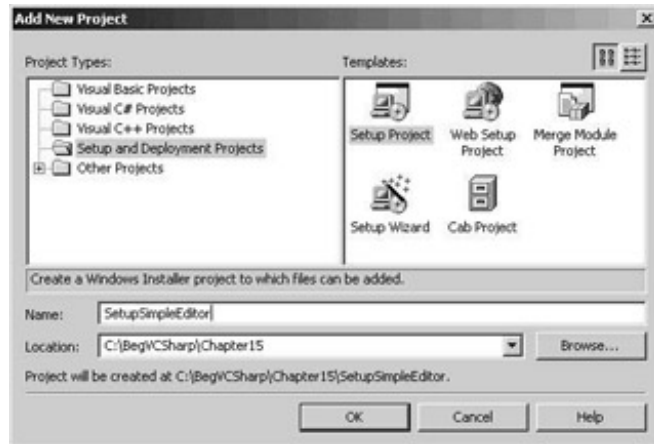 Add New Project
Project Types:
Templates:
Visual Basic Projects
Visual C# Projects
Visual C++ Projects
Setup and Deployment Projects
Other Projects
Setup Project
Web Setup Project
Merge Module Project
Setup Wizard
Cab Project
Create a Windows Installer project to which files can be added.
Name:
SetupSimpleEditor
Location:
C:\BegVCSharp\Chapter15
Browse...
Project will be created at C:\BegVCSharp\Chapter15\SetupSimpleEditor.
OK
Cancel
Help